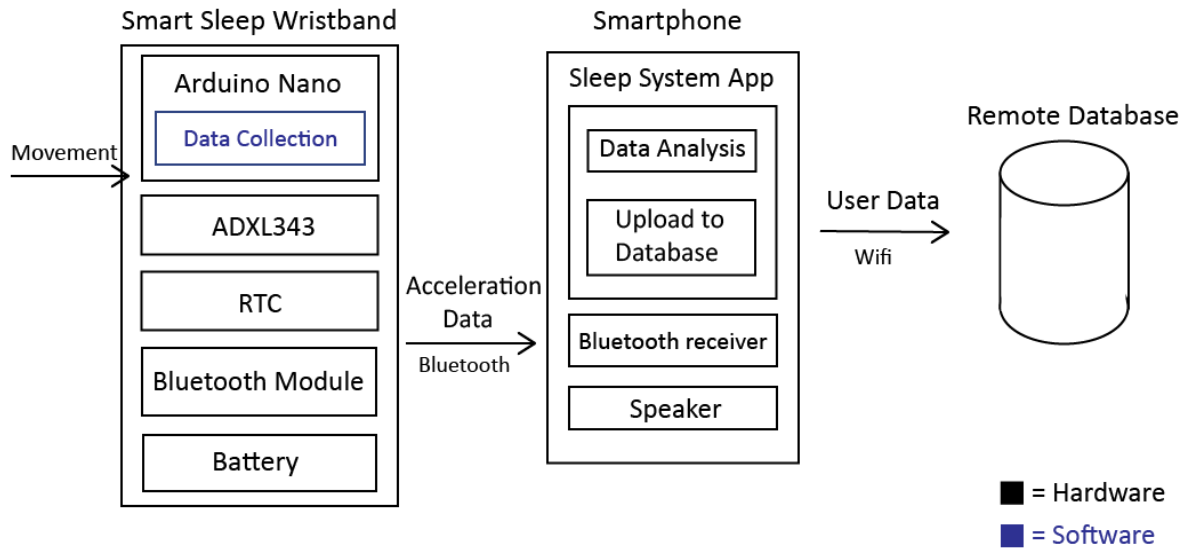 Smart Sleep Wristband
Arduino Nano
Data Collection
Movement
ADXL343
RTC
Bluetooth Module
Battery
Acceleration
Data
Bluetooth
Smartphone
Sleep System App
Data Analysis
Upload to
Database
Bluetooth receiver
Speaker
User Data
Wifi
Remote Database
= Hardware
= Software